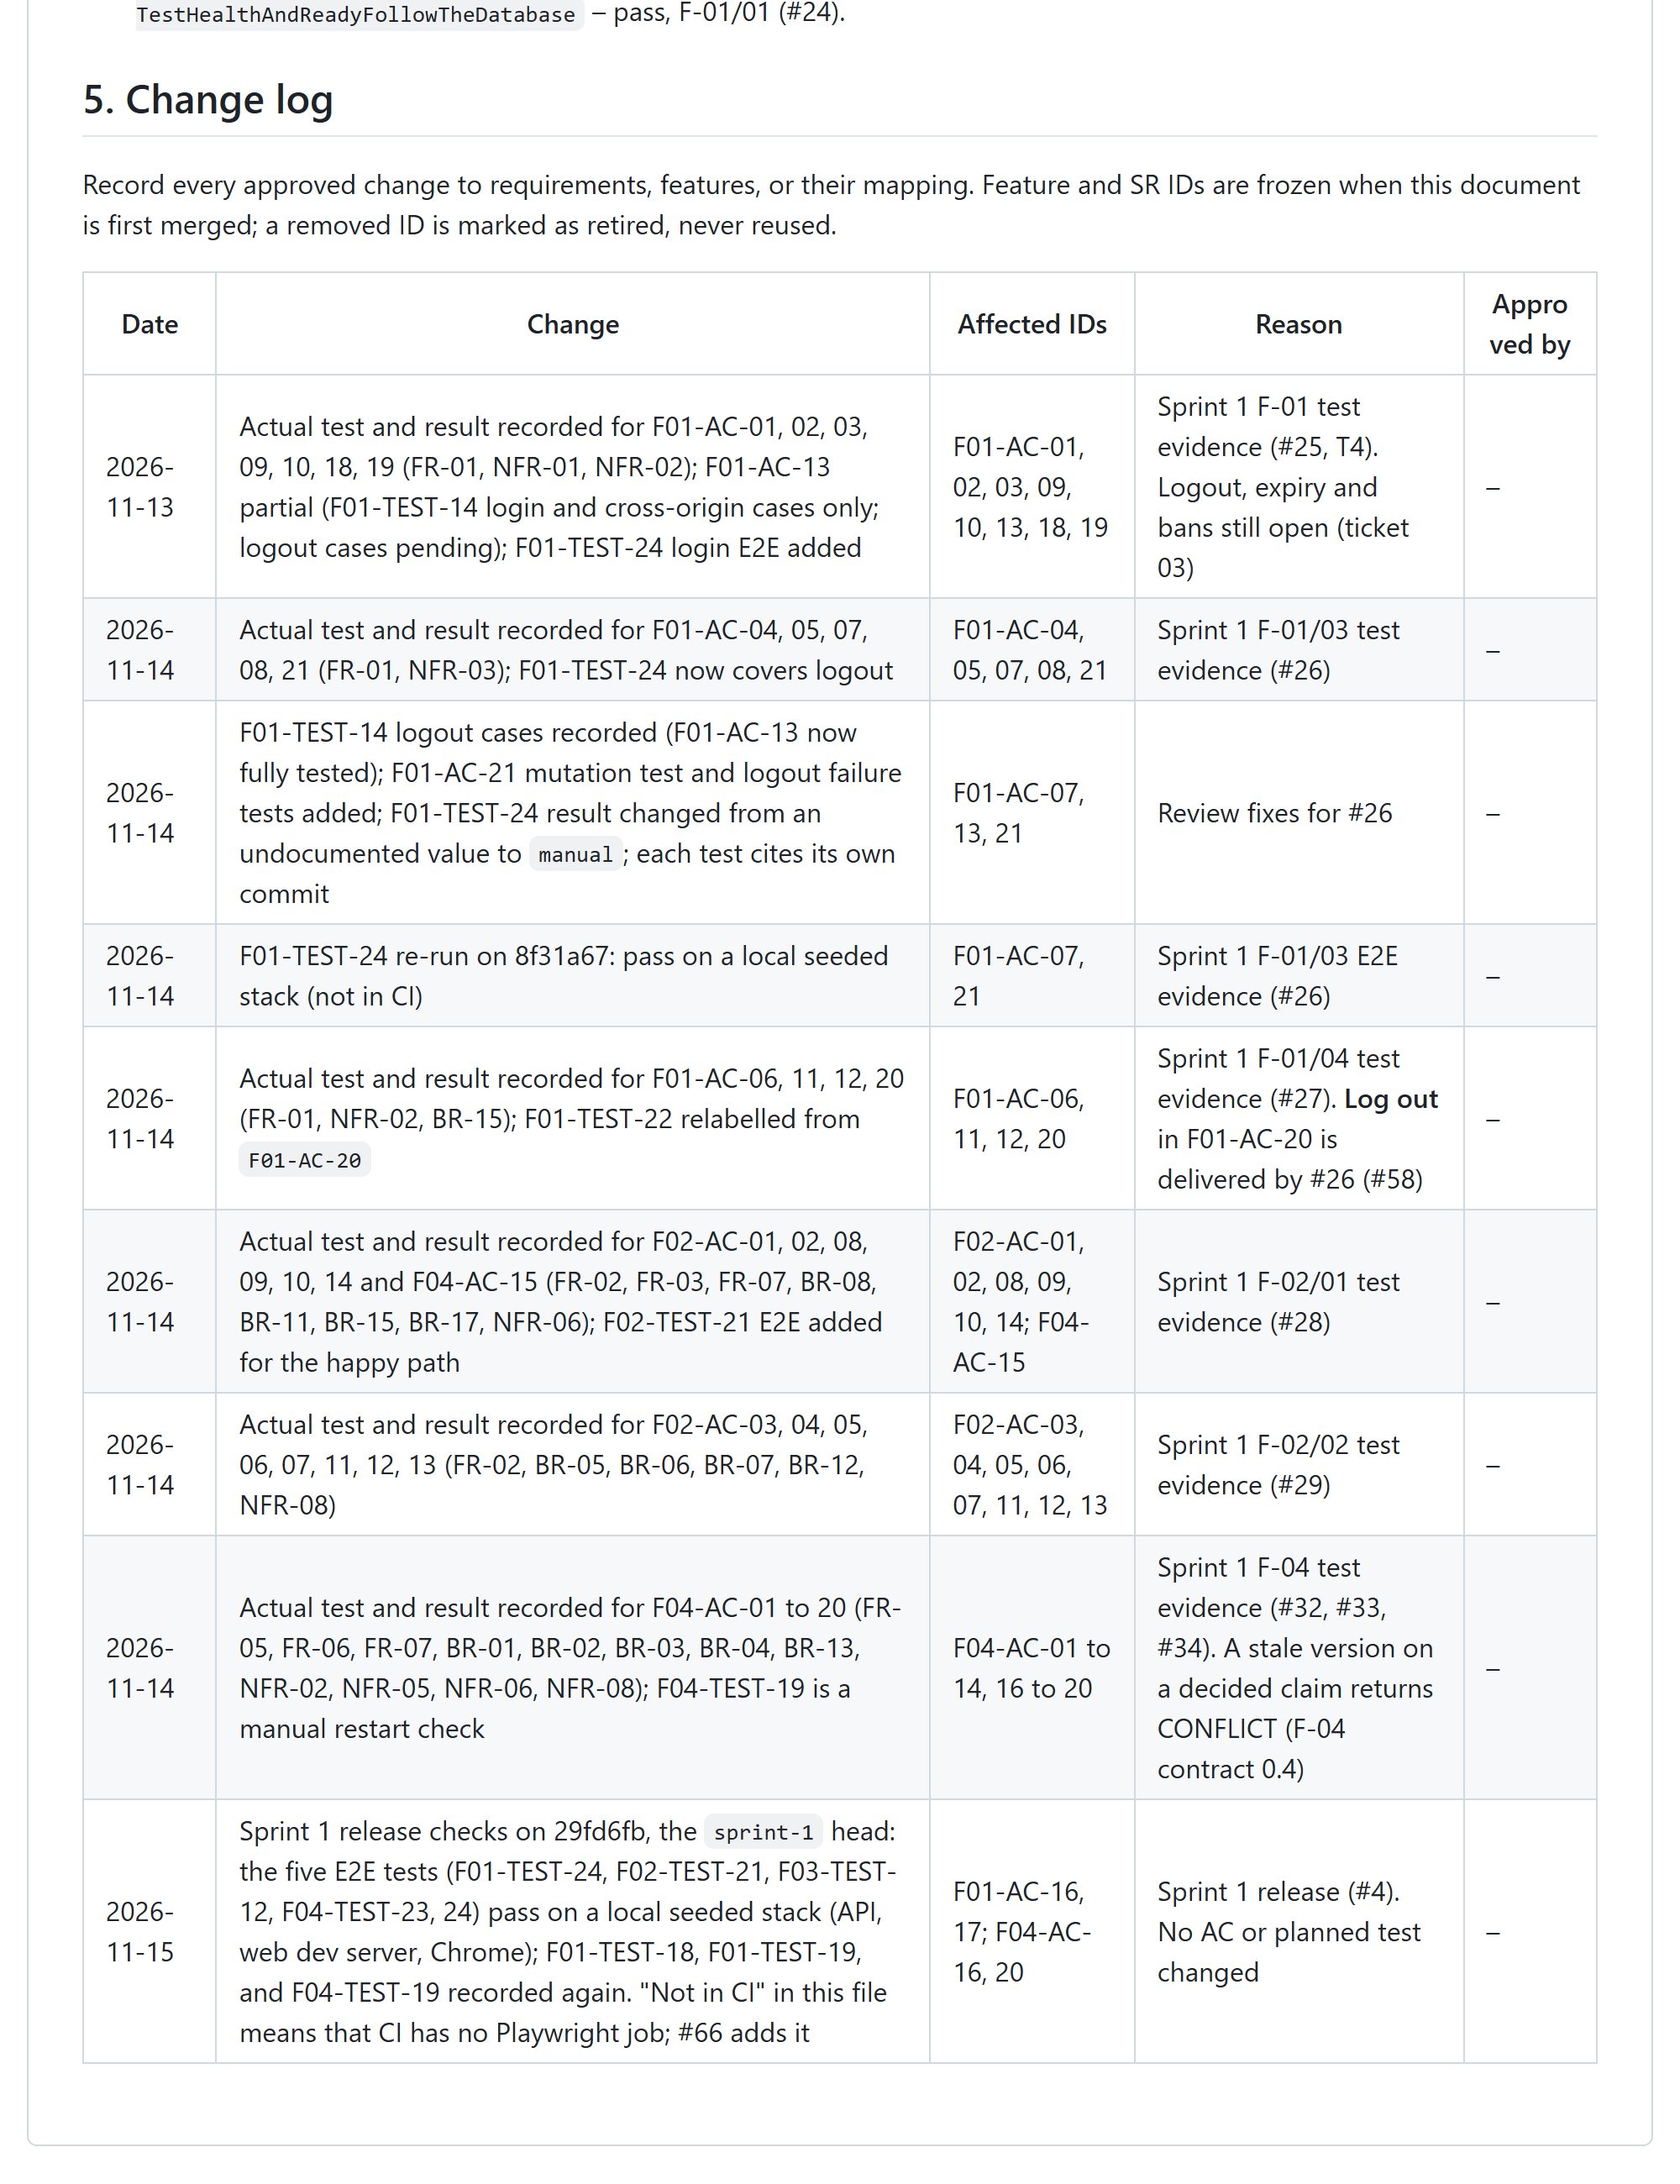 TestHealthAndReadyFollowTheDatabase – pass, F-01/01 (#24).
5. Change log
Record every approved change to requirements, features, or their mapping. Feature and SR IDs are frozen when this document
is first merged; a removed ID is marked as retired, never reused.
Date
Change
Affected IDs
Reason
Appro
ved by
2026-
11-13
Actual test and result recorded for F01-AC-01, 02, 03,
09, 10, 18, 19 (FR-01, NFR-01, NFR-02); F01-AC-13
partial (F01-TEST-14 login and cross-origin cases only;
logout cases pending); F01-TEST-24 login E2E added
F01-AC-01,
02, 03, 09,
10, 13, 18, 19
Sprint 1 F-01 test
evidence (#25, T4).
Logout, expiry and
bans still open (ticket
03)
–
2026-
11-14
Actual test and result recorded for F01-AC-04, 05, 07,
08, 21 (FR-01, NFR-03); F01-TEST-24 now covers logout
F01-AC-04,
05, 07, 08, 21
Sprint 1 F-01/03 test
evidence (#26)
–
2026-
11-14
F01-TEST-14 logout cases recorded (F01-AC-13 now
fully tested); F01-AC-21 mutation test and logout failure
tests added; F01-TEST-24 result changed from an
undocumented value to manual; each test cites its own
commit
F01-AC-07,
13, 21
Review fixes for #26
–
2026-
11-14
F01-TEST-24 re-run on 8f31a67: pass on a local seeded
stack (not in CI)
F01-AC-07,
21
Sprint 1 F-01/03 E2E
evidence (#26)
–
2026-
11-14
Actual test and result recorded for F01-AC-06, 11, 12, 20
(FR-01, NFR-02, BR-15); F01-TEST-22 relabelled from
F01-AC-20
F01-AC-06,
11, 12, 20
Sprint 1 F-01/04 test
evidence (#27). Log out
in F01-AC-20 is
delivered by #26 (#58)
–
2026-
11-14
Actual test and result recorded for F02-AC-01, 02, 08,
09, 10, 14 and F04-AC-15 (FR-02, FR-03, FR-07, BR-08,
BR-11, BR-15, BR-17, NFR-06); F02-TEST-21 E2E added
for the happy path
F02-AC-01,
02, 08, 09,
10, 14; F04-
AC-15
Sprint 1 F-02/01 test
evidence (#28)
–
2026-
11-14
Actual test and result recorded for F02-AC-03, 04, 05,
06, 07, 11, 12, 13 (FR-02, BR-05, BR-06, BR-07, BR-12,
NFR-08)
F02-AC-03,
04, 05, 06,
07, 11, 12, 13
Sprint 1 F-02/02 test
evidence (#29)
–
2026-
11-14
Actual test and result recorded for F04-AC-01 to 20 (FR-
05, FR-06, FR-07, BR-01, BR-02, BR-03, BR-04, BR-13,
NFR-02, NFR-05, NFR-06, NFR-08); F04-TEST-19 is a
manual restart check
F04-AC-01 to
14, 16 to 20
Sprint 1 F-04 test
evidence (#32, #33,
#34). A stale version on
a decided claim returns
CONFLICT (F-04
contract 0.4)
–
2026-
11-15
Sprint 1 release checks on 29fd6fb, the sprint-1 head:
the five E2E tests (F01-TEST-24, F02-TEST-21, F03-TEST-
12, F04-TEST-23, 24) pass on a local seeded stack (API,
web dev server, Chrome); F01-TEST-18, F01-TEST-19,
and F04-TEST-19 recorded again. "Not in CI" in this file
means that CI has no Playwright job; #66 adds it
F01-AC-16,
17; F04-AC-
16, 20
Sprint 1 release (#4).
No AC or planned test
changed
–